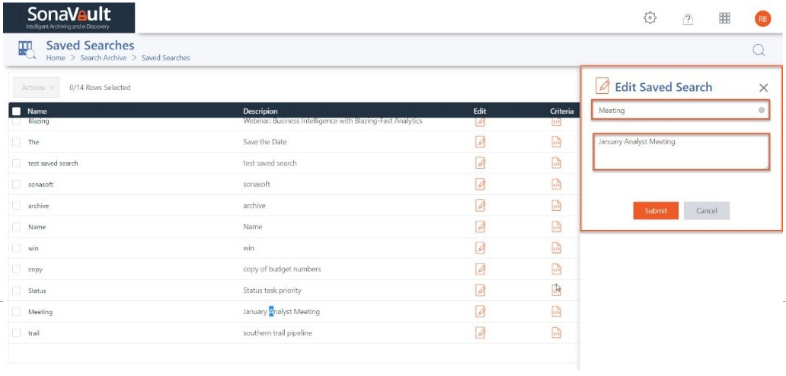 SonaVault
Intelligent Archiving and e-Discovery
RB
Saved Searches
Home > Search Archive > Saved Searches
Actions
0/14 Rows Selected
Name Descripion Edit Criteria
Blazing Webinar: Business Intelligence with Blazing-Fast Analytics
The Save the Date
test saved search test saved search
sonasoft sonasoft
archive archive
Name Name
win win
copy copy of budget numbers
Status Status task priority
Meeting January Analyst Meeting
trail southern trail pipeline
Edit Saved Search
Meeting
January Analyst Meeting
Submit Cancel